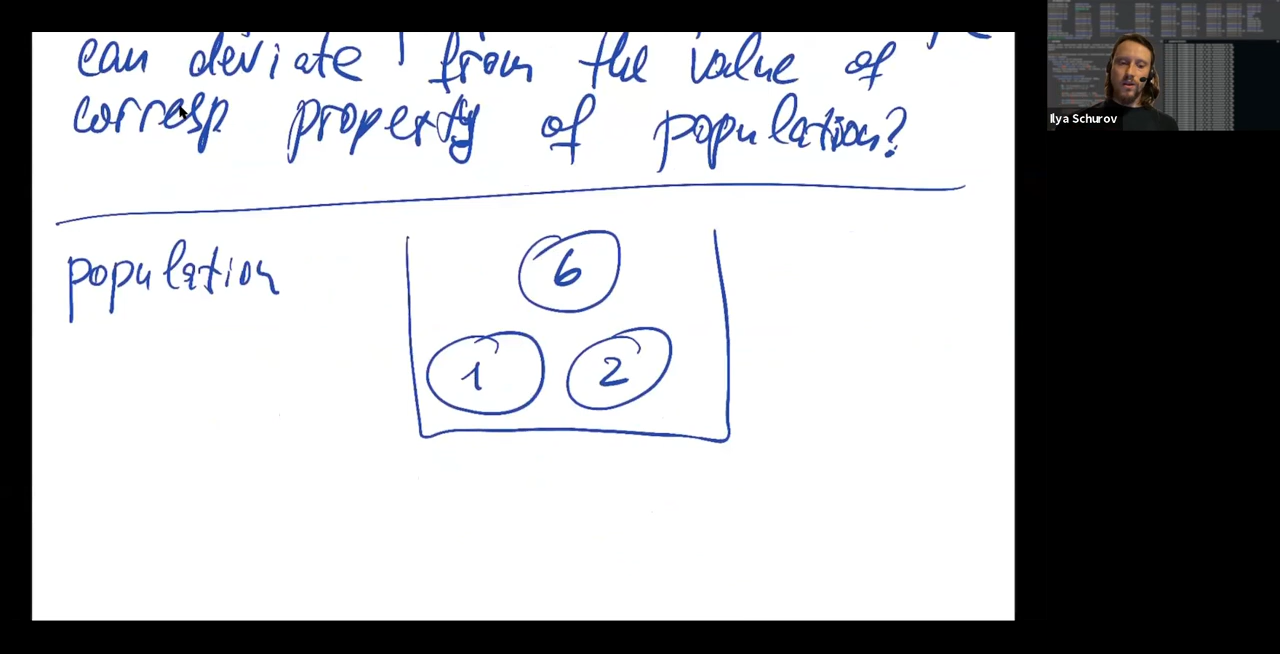 can deviate from the value of
corresp property of population?
population
6
1 2
Ilya Schurov